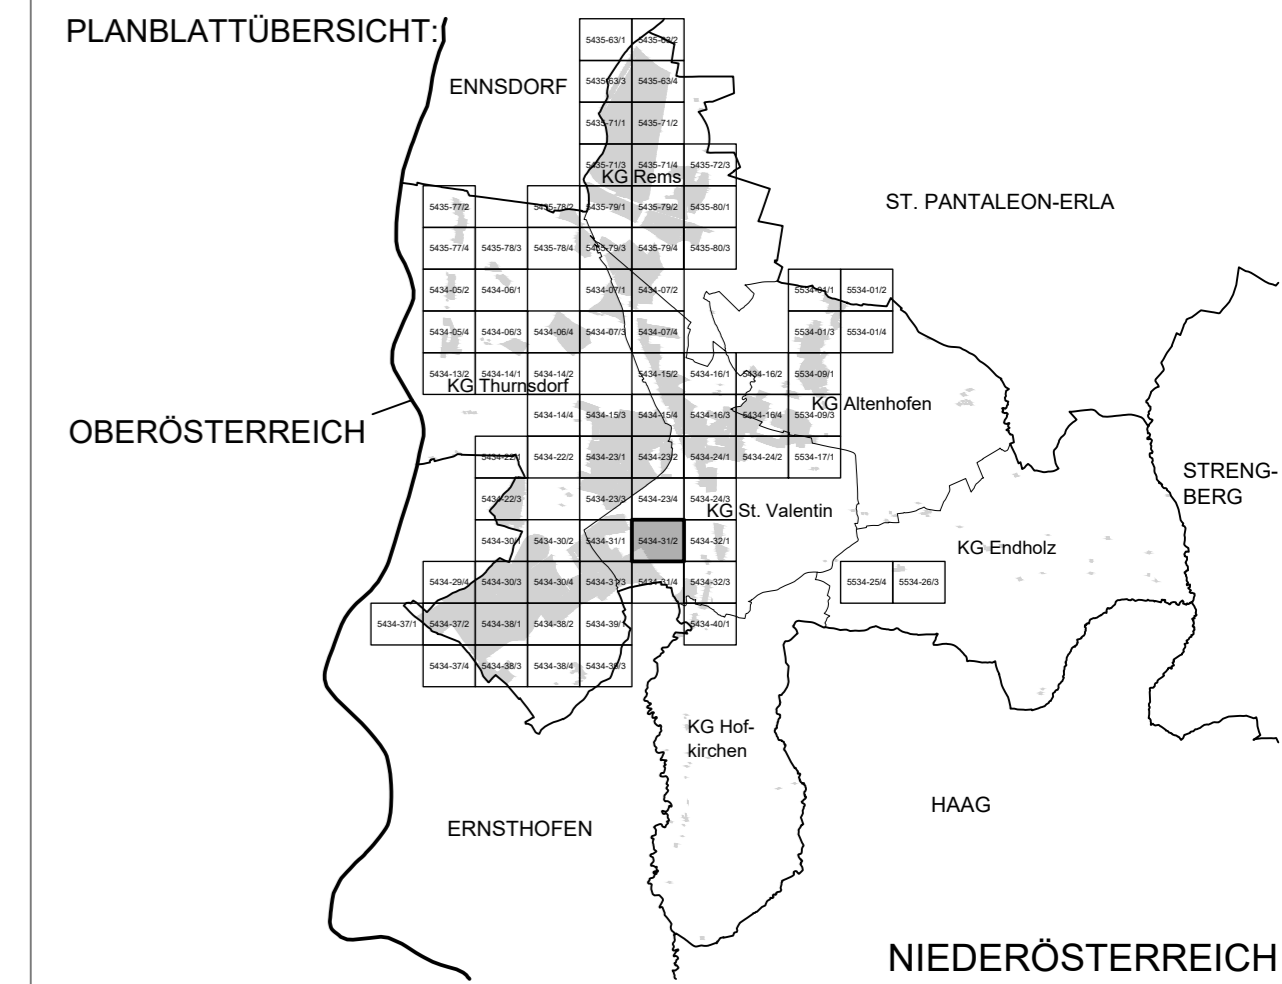 PLANBLATTÜBERSICHT:
5435-63/1 5435-63/2
ENNSDORF
5435-63/3 5435-63/4
5435-71/1 5435-71/2
5435-71/3 5435-71/4 5435-72/3
KG Rems
ST. PANTALEON-ERLA
5435-77/2 5435-78/2 5435-79/1 5435-79/2 5435-80/1
5435-77/4 5435-78/3 5435-78/4 5435-79/3 5435-79/4 5435-80/3
5434-05/2 5434-06/1 5434-07/1 5434-07/2 5534-01/1 5534-01/2
5434-05/4 5434-06/3 5434-06/4 5434-07/3 5434-07/4 5534-01/3 5534-01/4
5434-13/2 5434-14/1 5434-14/2 5434-15/2 5434-16/1 5434-16/2 5534-09/1
KG Thurnsdorf
KG Altenhofen
5434-14/4 5434-15/3 5434-15/4 5434-16/3 5434-16/4 5534-09/3
OBERÖSTERREICH
5434-22/1 5434-22/2 5434-23/1 5434-23/2 5434-24/1 5434-24/2 5534-17/1
STRENG-
BERG
5434-22/3 5434-23/3 5434-23/4 5434-24/3
KG St. Valentin
5434-30/1 5434-30/2 5434-31/1 5434-31/2 5434-32/1
KG Endholz
5434-29/4 5434-30/3 5434-30/4 5434-31/3 5434-31/4 5434-32/3 5534-25/4 5534-26/3
5434-37/1 5434-37/2 5434-38/1 5434-38/2 5434-39/1 5434-40/1
5434-37/4 5434-38/3 5434-38/4 5434-39/3
KG Hof-
kirchen
HAAG
ERNSTHOFEN
NIEDERÖSTERREICH